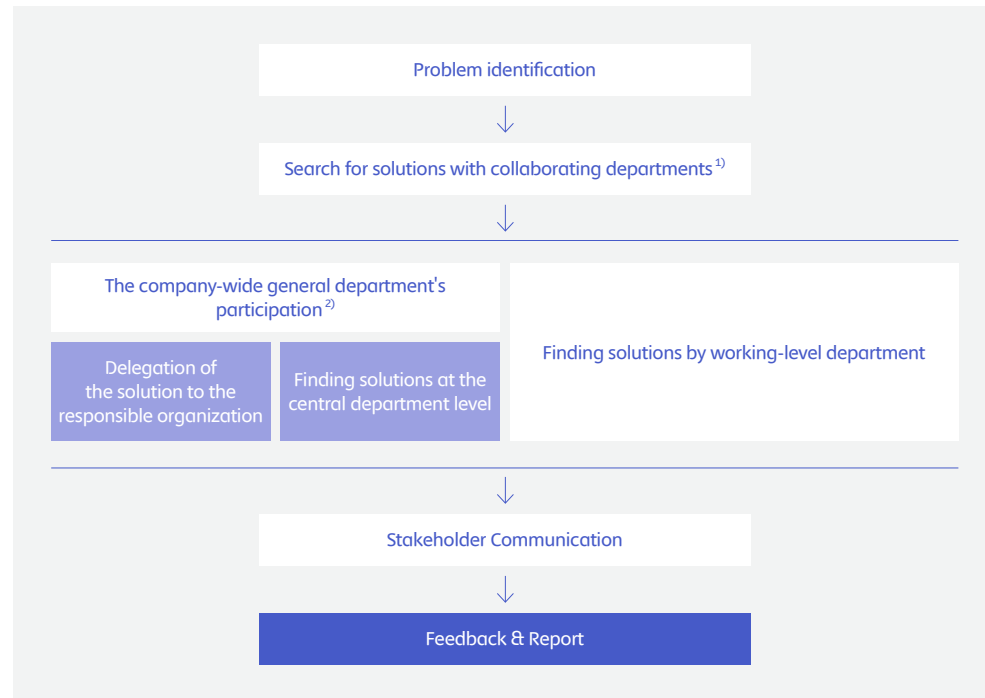 Problem identification
Search for solutions with collaborating departments 1)
The company-wide general department's
participation 2)
Delegation of
the solution to the
responsible organization
Finding solutions at the
central department level
Finding solutions by working-level department
Stakeholder Communication
Feedback & Report